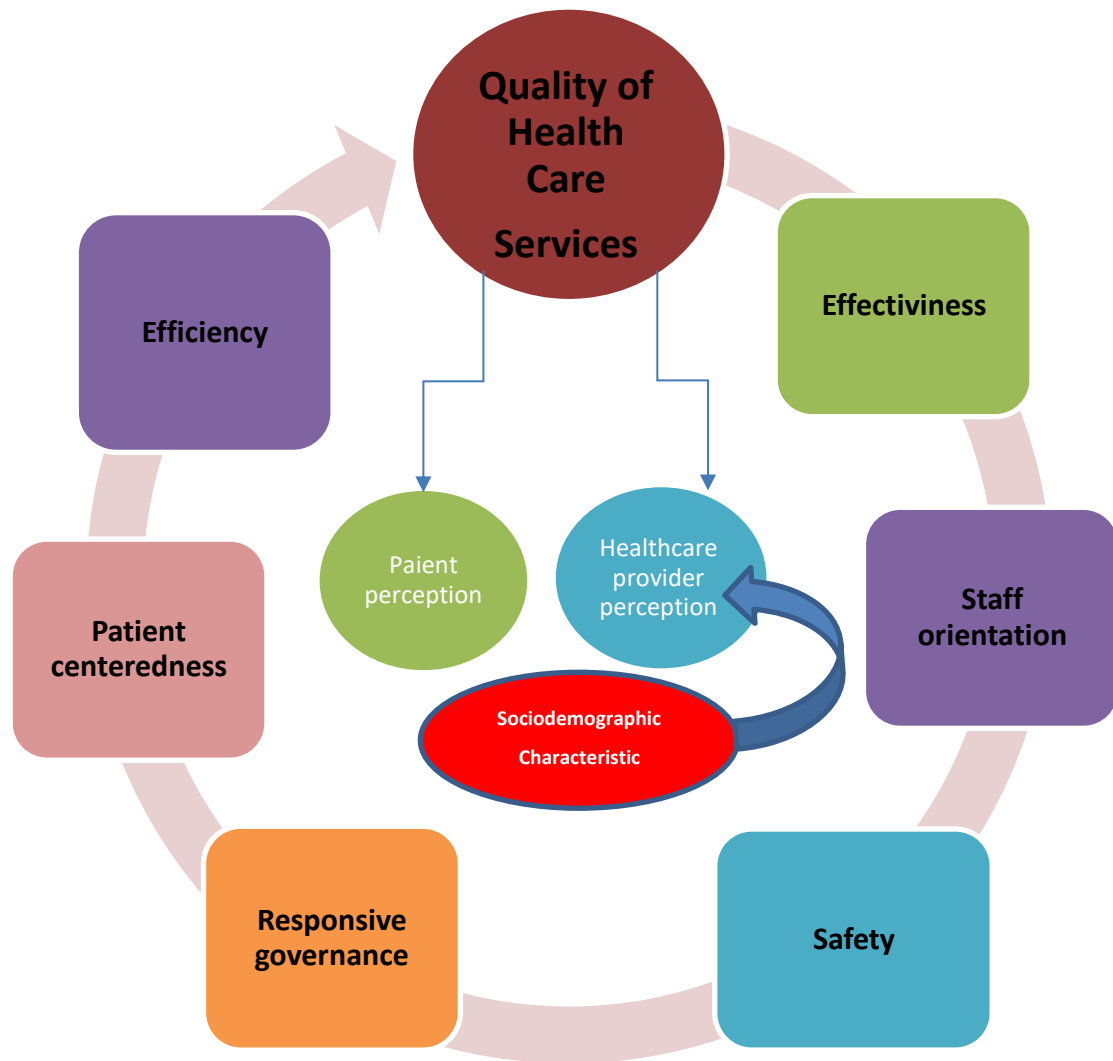 Quality of
Health
Care
Services
Effectiviness
Efficiency
Paient
perception
Healthcare
provider
perception
Staff
orientation
Patient
centeredness
Sociodemographic
Characteristic
Responsive
governance
Safety